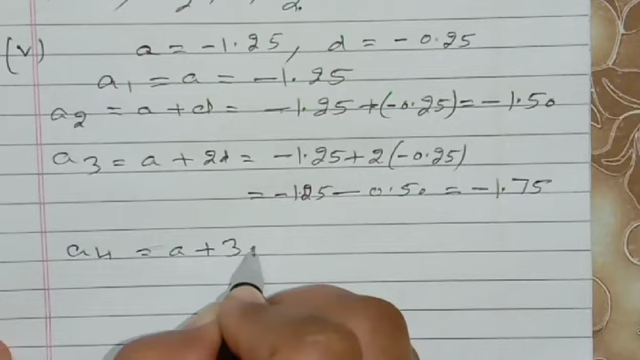 (v) a = -1.25, d = -0.25
a1 = a = -1.25
a2 = a + d = -1.25 + (-0.25) = -1.50
a3 = a + 2d = -1.25 + 2(-0.25)
= -1.25 - 0.50 = -1.75
a4 = a + 3